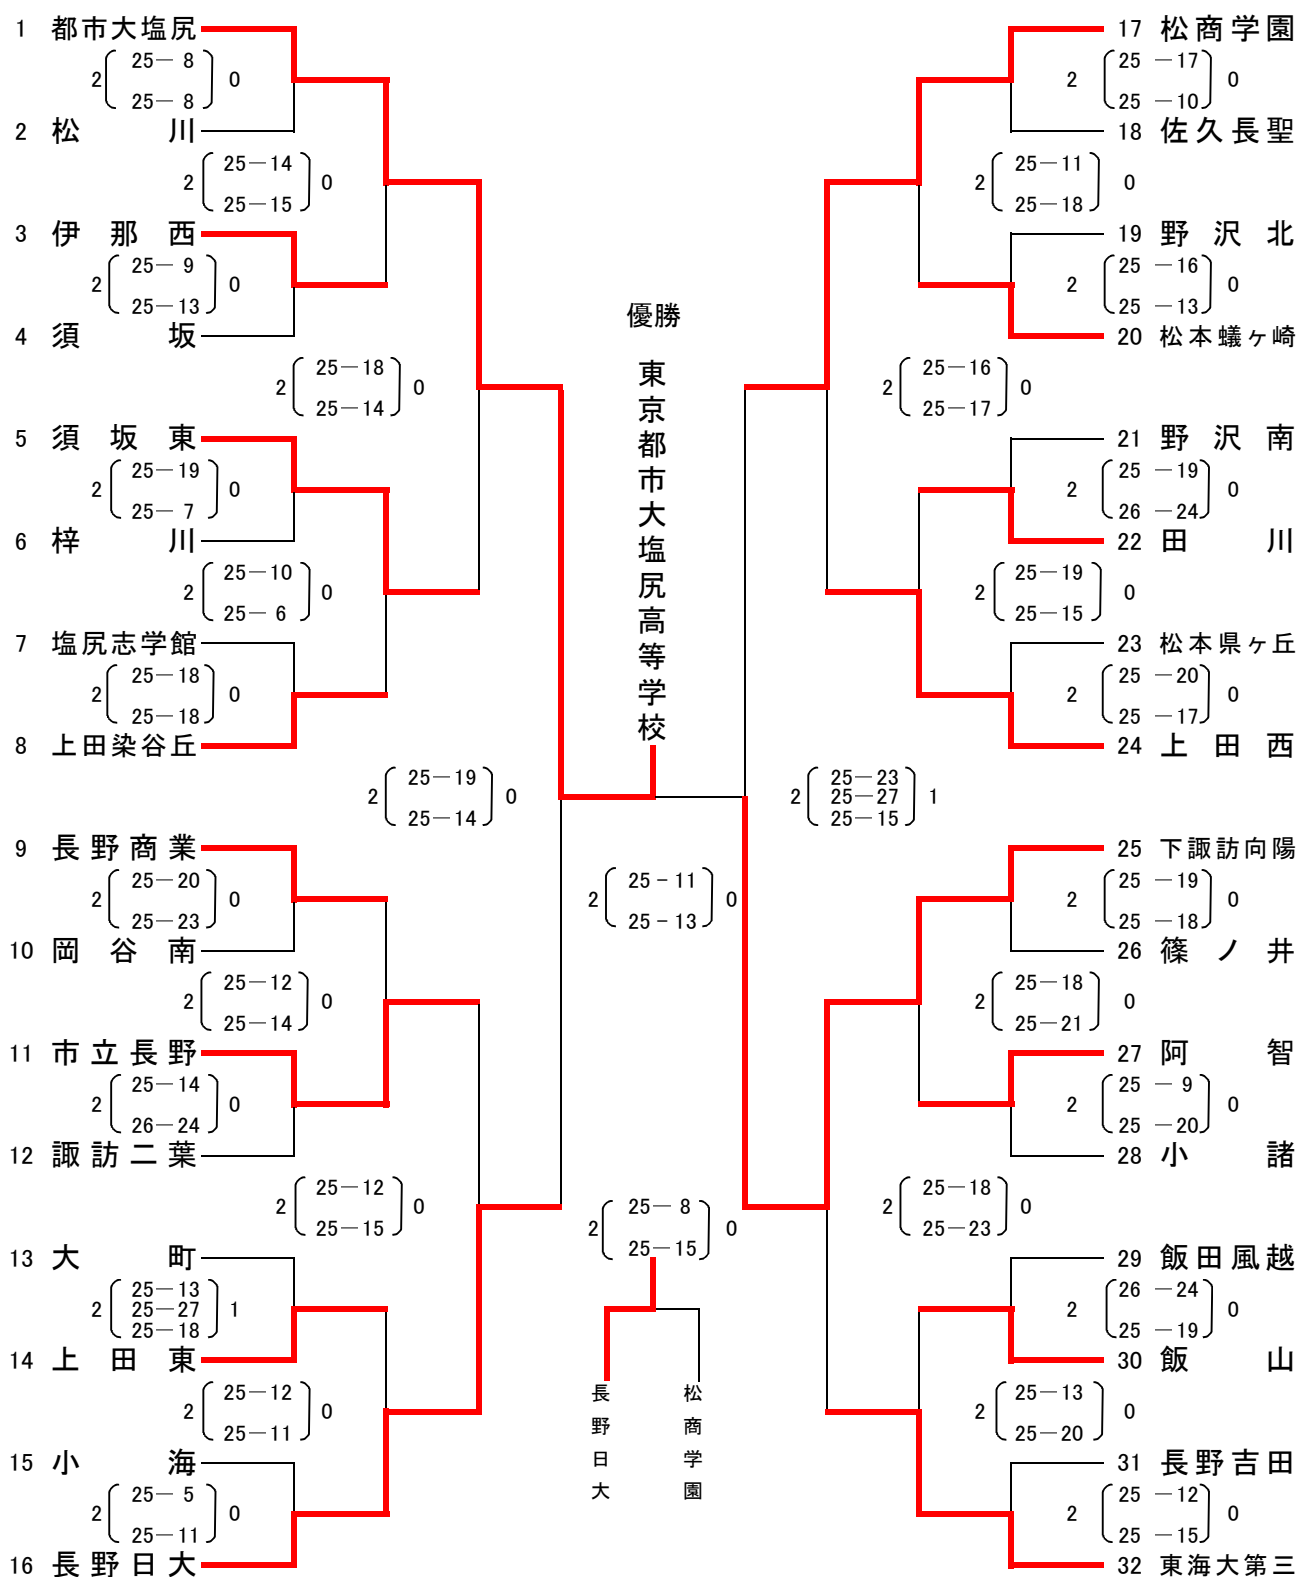 1 都市大塩尻
2 ( 25－ 8 ) 0
25－ 8
2 松川
2 ( 25－14 ) 0
25－15
3 伊那西
2 ( 25－ 9 ) 0
25－13
4 須坂
2 ( 25－18 ) 0
25－14
5 須坂東
2 ( 25－19 ) 0
25－ 7
6 梓川
2 ( 25－10 ) 0
25－ 6
7 塩尻志学館
2 ( 25－18 ) 0
25－18
8 上田染谷丘
2 ( 25－19 ) 0
25－14
9 長野商業
2 ( 25－20 ) 0
25－23
10 岡谷南
2 ( 25－12 ) 0
25－14
11 市立長野
2 ( 25－14 ) 0
26－24
12 諏訪二葉
2 ( 25－12 ) 0
25－15
13 大町
2 ( 25－13 ) 1
25－27
25－18
14 上田東
2 ( 25－12 ) 0
25－11
15 小海
2 ( 25－ 5 ) 0
25－11
16 長野日大
優勝
東京都市大塩尻高等学校
2 ( 25 - 11 ) 0
25 - 13
2 ( 25－ 8 ) 0
25－15
長野日大
松商学園
17 松商学園
2 ( 25 －17 ) 0
25 －10
18 佐久長聖
2 ( 25－11 ) 0
25－18
19 野沢北
2 ( 25 －16 ) 0
25 －13
20 松本蟻ヶ崎
2 ( 25－16 ) 0
25－17
21 野沢南
2 ( 25 －19 ) 0
26 －24
22 田川
2 ( 25－19 ) 0
25－15
23 松本県ヶ丘
2 ( 25 －20 ) 0
25 －17
24 上田西
2 ( 25－23 ) 1
25－27
25－15
25 下諏訪向陽
2 ( 25 －19 ) 0
25 －18
26 篠ノ井
2 ( 25－18 ) 0
25－21
27 阿智
2 ( 25 － 9 ) 0
25 －20
28 小諸
2 ( 25－18 ) 0
25－23
29 飯田風越
2 ( 26 －24 ) 0
25 －19
30 飯山
2 ( 25－13 ) 0
25－20
31 長野吉田
2 ( 25 －12 ) 0
25 －15
32 東海大第三